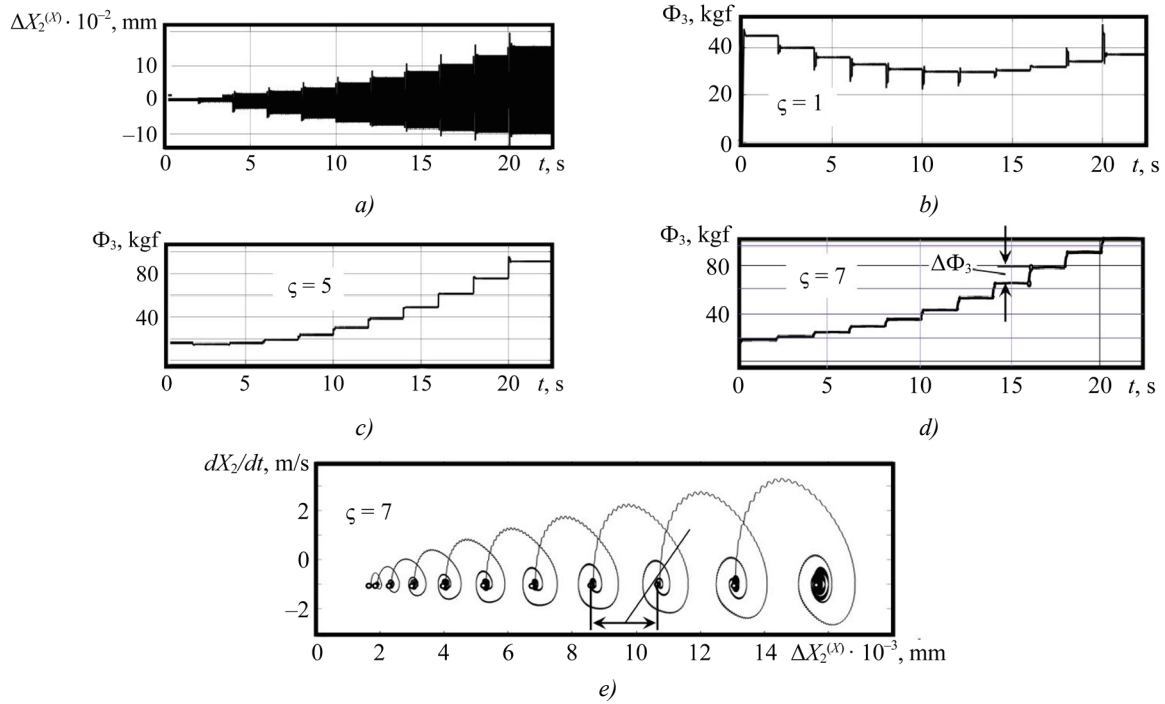 ΔX₂⁽ˣ⁾ · 10⁻², mm
10
0
–10
0 5 10 15 20 t, s
a)
Φ₃, kgf
40
20
0
ς = 1
0 5 10 15 20 t, s
b)
Φ₃, kgf
80
40
ς = 5
0 5 10 15 20 t, s
c)
Φ₃, kgf
80
40
ς = 7
ΔΦ₃
0 5 10 15 20 t, s
d)
dX₂/dt, m/s
2
0
–2
ς = 7
0 2 4 6 8 10 12 14 ΔX₂⁽ˣ⁾ · 10⁻³, mm
e)